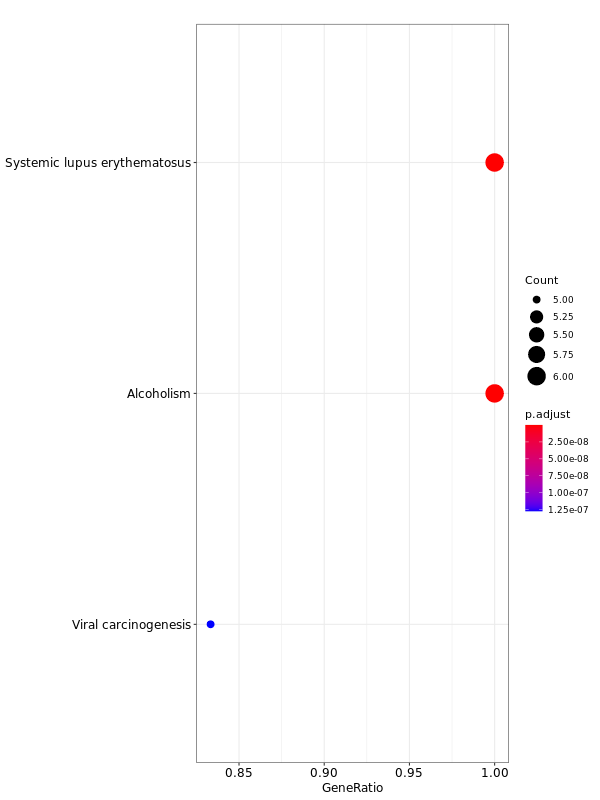 Systemic lupus erythematosus
Alcoholism
Viral carcinogenesis
0.85 0.90 0.95 1.00
GeneRatio
Count
5.00
5.25
5.50
5.75
6.00
p.adjust
2.50e-08
5.00e-08
7.50e-08
1.00e-07
1.25e-07